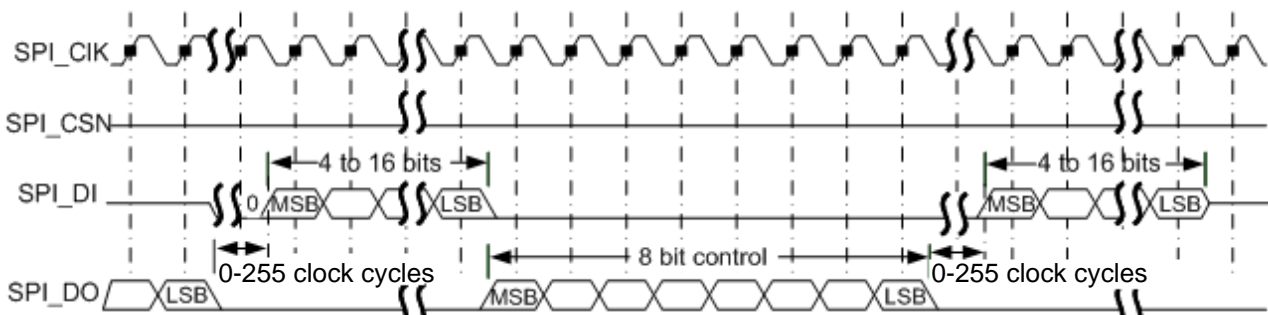 SPI_ClK
SPI_CSN
4 to 16 bits 4 to 16 bits
SPI_DI 0 MSB LSB MSB LSB
0-255 clock cycles 8 bit control 0-255 clock cycles
SPI_DO LSB MSB LSB